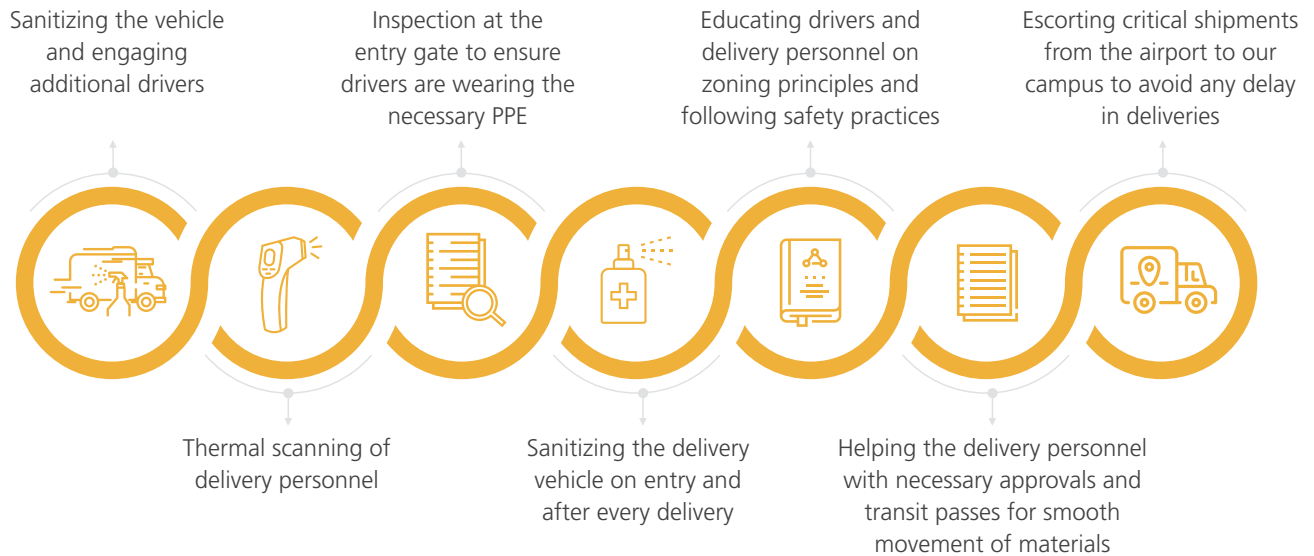 Sanitizing the vehicle
and engaging
additional drivers
Inspection at the
entry gate to ensure
drivers are wearing the
necessary PPE
Educating drivers and
delivery personnel on
zoning principles and
following safety practices
Escorting critical shipments
from the airport to our
campus to avoid any delay
in deliveries
Thermal scanning of
delivery personnel
Sanitizing the delivery
vehicle on entry and
after every delivery
Helping the delivery personnel
with necessary approvals and
transit passes for smooth
movement of materials